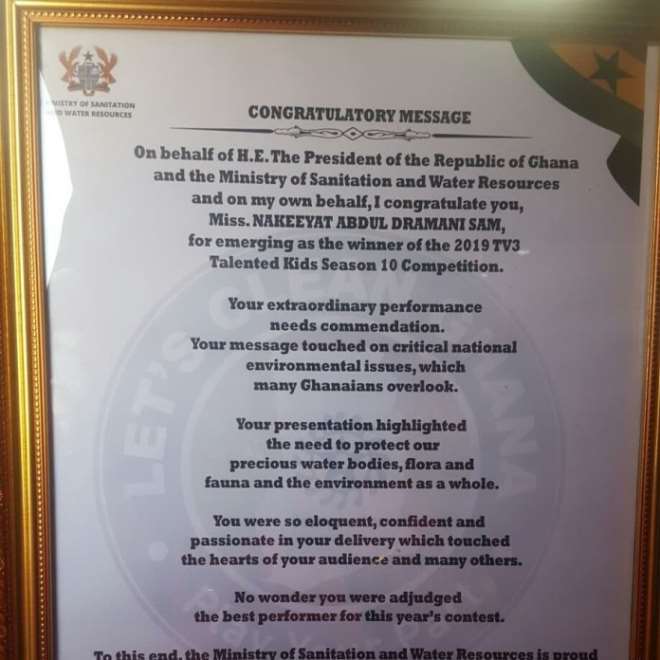 MINISTRY OF SANITATION
AND WATER RESOURCES
CONGRATULATORY MESSAGE
On behalf of H.E. The President of the Republic of Ghana
and the Ministry of Sanitation and Water Resources
and on my own behalf, I congratulate you,
Miss. NAKEEYAT ABDUL DRAMANI SAM,
for emerging as the winner of the 2019 TV3
Talented Kids Season 10 Competition.
Your extraordinary performance
needs commendation.
Your message touched on critical national
environmental issues, which
many Ghanaians overlook.
Your presentation highlighted
the need to protect our
precious water bodies, flora and
fauna and the environment as a whole.
You were so eloquent, confident and
passionate in your delivery which touched
the hearts of your audience and many others.
No wonder you were adjudged
the best performer for this year's contest.
To this end, the Ministry of Sanitation and Water Resources is proud
LET'S CLEAN GHANA